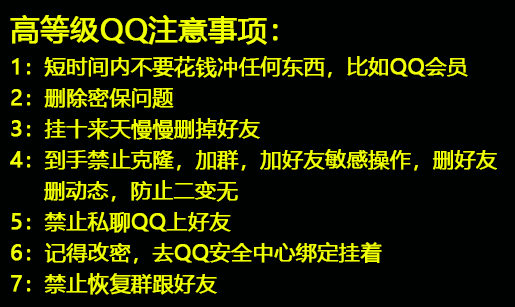 高等级QQ注意事项：
1：短时间内不要花钱冲任何东西，比如QQ会员
2：删除密保问题
3：挂十来天慢慢删掉好友
4：到手禁止克隆，加群，加好友敏感操作，删好友
删动态，防止二变无
5：禁止私聊QQ上好友
6：记得改密，去QQ安全中心绑定挂着
7：禁止恢复群跟好友